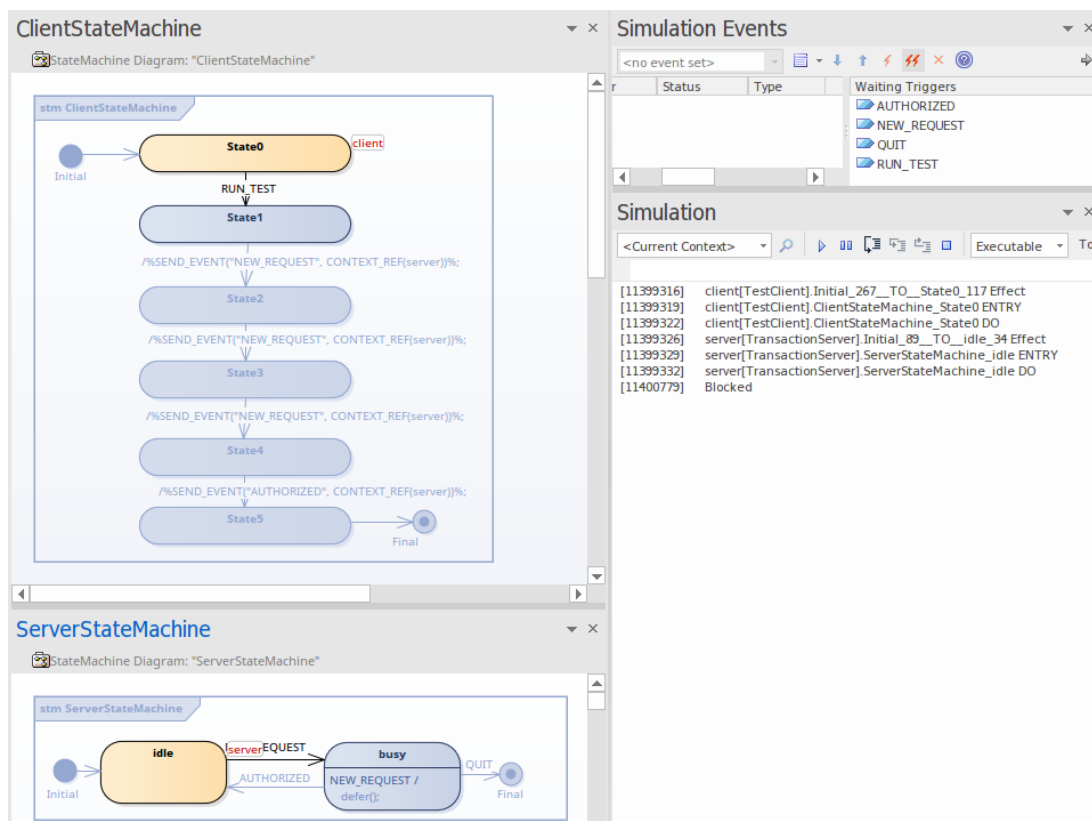 ClientStateMachine
StateMachine Diagram: "ClientStateMachine"
stm ClientStateMachine
Initial
State0
client
RUN_TEST
State1
/%SEND_EVENT("NEW_REQUEST", CONTEXT_REF(server))%;
State2
/%SEND_EVENT("NEW_REQUEST", CONTEXT_REF(server))%;
State3
/%SEND_EVENT("NEW_REQUEST", CONTEXT_REF(server))%;
State4
/%SEND_EVENT("AUTHORIZED", CONTEXT_REF(server))%;
State5
Final
ServerStateMachine
StateMachine Diagram: "ServerStateMachine"
stm ServerStateMachine
Initial
idle
server
EQUEST
AUTHORIZED
busy
NEW_REQUEST /
defer();
QUIT
Final
Simulation Events
<no event set>
r Status Type
Waiting Triggers
AUTHORIZED
NEW_REQUEST
QUIT
RUN_TEST
Simulation
<Current Context> Executable To
[11399316] client[TestClient].Initial_267__TO__State0_117 Effect
[11399319] client[TestClient].ClientStateMachine_State0 ENTRY
[11399322] client[TestClient].ClientStateMachine_State0 DO
[11399326] server[TransactionServer].Initial_89__TO__idle_34 Effect
[11399329] server[TransactionServer].ServerStateMachine_idle ENTRY
[11399332] server[TransactionServer].ServerStateMachine_idle DO
[11400779] Blocked